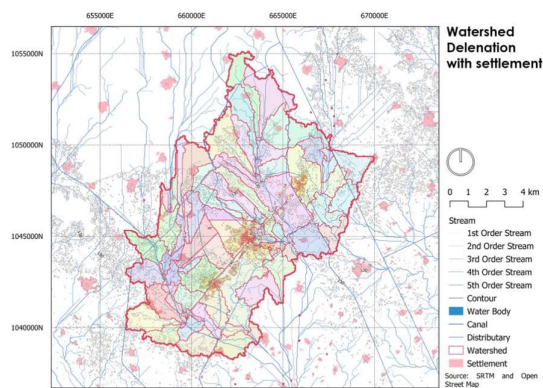 655000E 660000E 665000E 670000E
1055000N
1050000N
1045000N
1040000N
Watershed
Delenation
with settlement
0 1 2 3 4 km
Stream
1st Order Stream
2nd Order Stream
3rd Order Stream
4th Order Stream
5th Order Stream
Contour
Water Body
Canal
Distributary
Watershed
Settlement
Source: SRTM and Open
Street Map